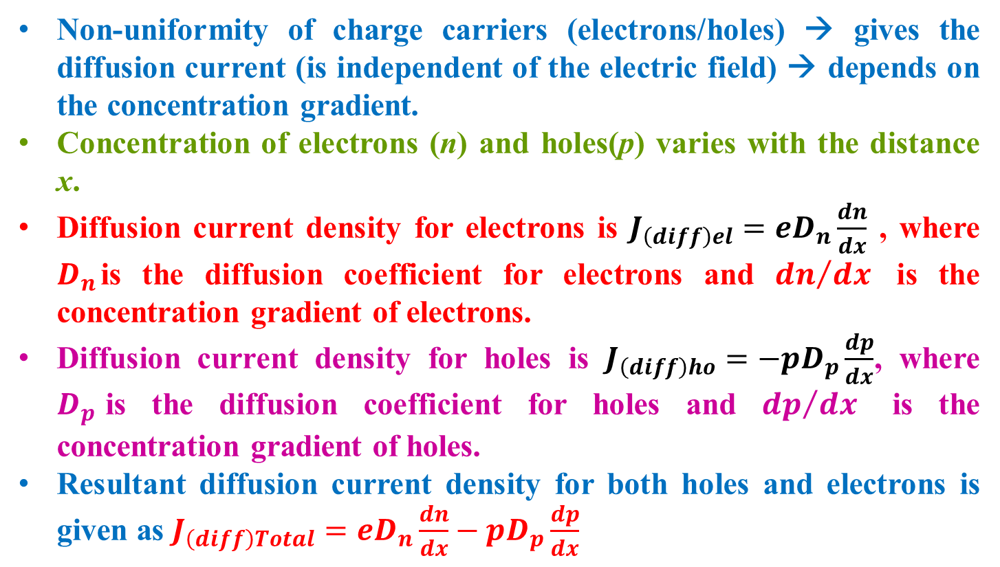 • Non-uniformity of charge carriers (electrons/holes) → gives the
diffusion current (is independent of the electric field) → depends on
the concentration gradient.
• Concentration of electrons (n) and holes(p) varies with the distance
x.
• Diffusion current density for electrons is J_(diff)el = eD_n dn/dx , where
D_n is the diffusion coefficient for electrons and dn/dx is the
concentration gradient of electrons.
• Diffusion current density for holes is J_(diff)ho = −pD_p dp/dx, where
D_p is the diffusion coefficient for holes and dp/dx is the
concentration gradient of holes.
• Resultant diffusion current density for both holes and electrons is
given as J_(diff)Total = eD_n dn/dx − pD_p dp/dx